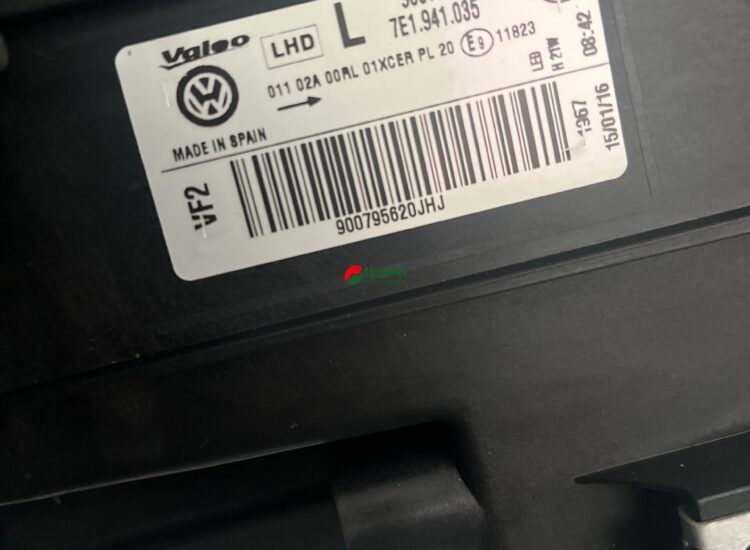 Valeo
LHD
L
7E1.941.035
011 02A 00RL 01XCER PL 20
E9
11823
LED
H 21W
08:42
MADE IN SPAIN
VF2
900795620JHJ
1967
15/01/16